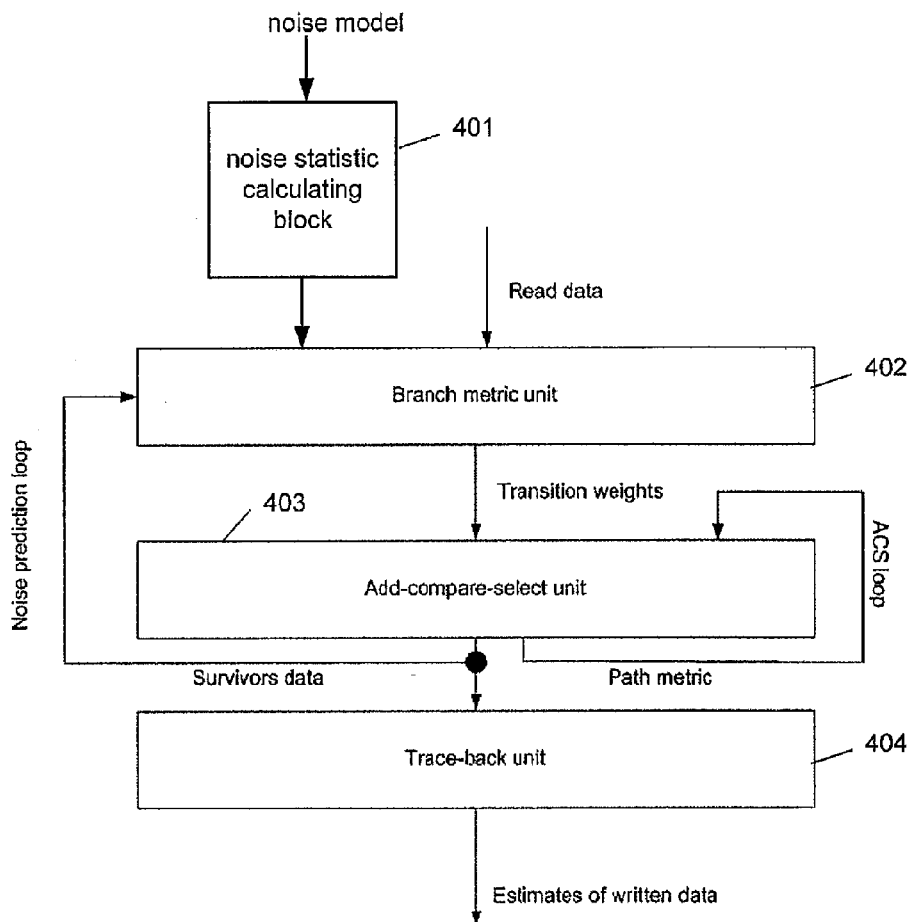 noise model
401
noise statistic
calculating
block
Read data
402
Branch metric unit
Noise prediction loop
Transition weights
403
ACS loop
Add-compare-select unit
Survivors data
Path metric
404
Trace-back unit
Estimates of written data